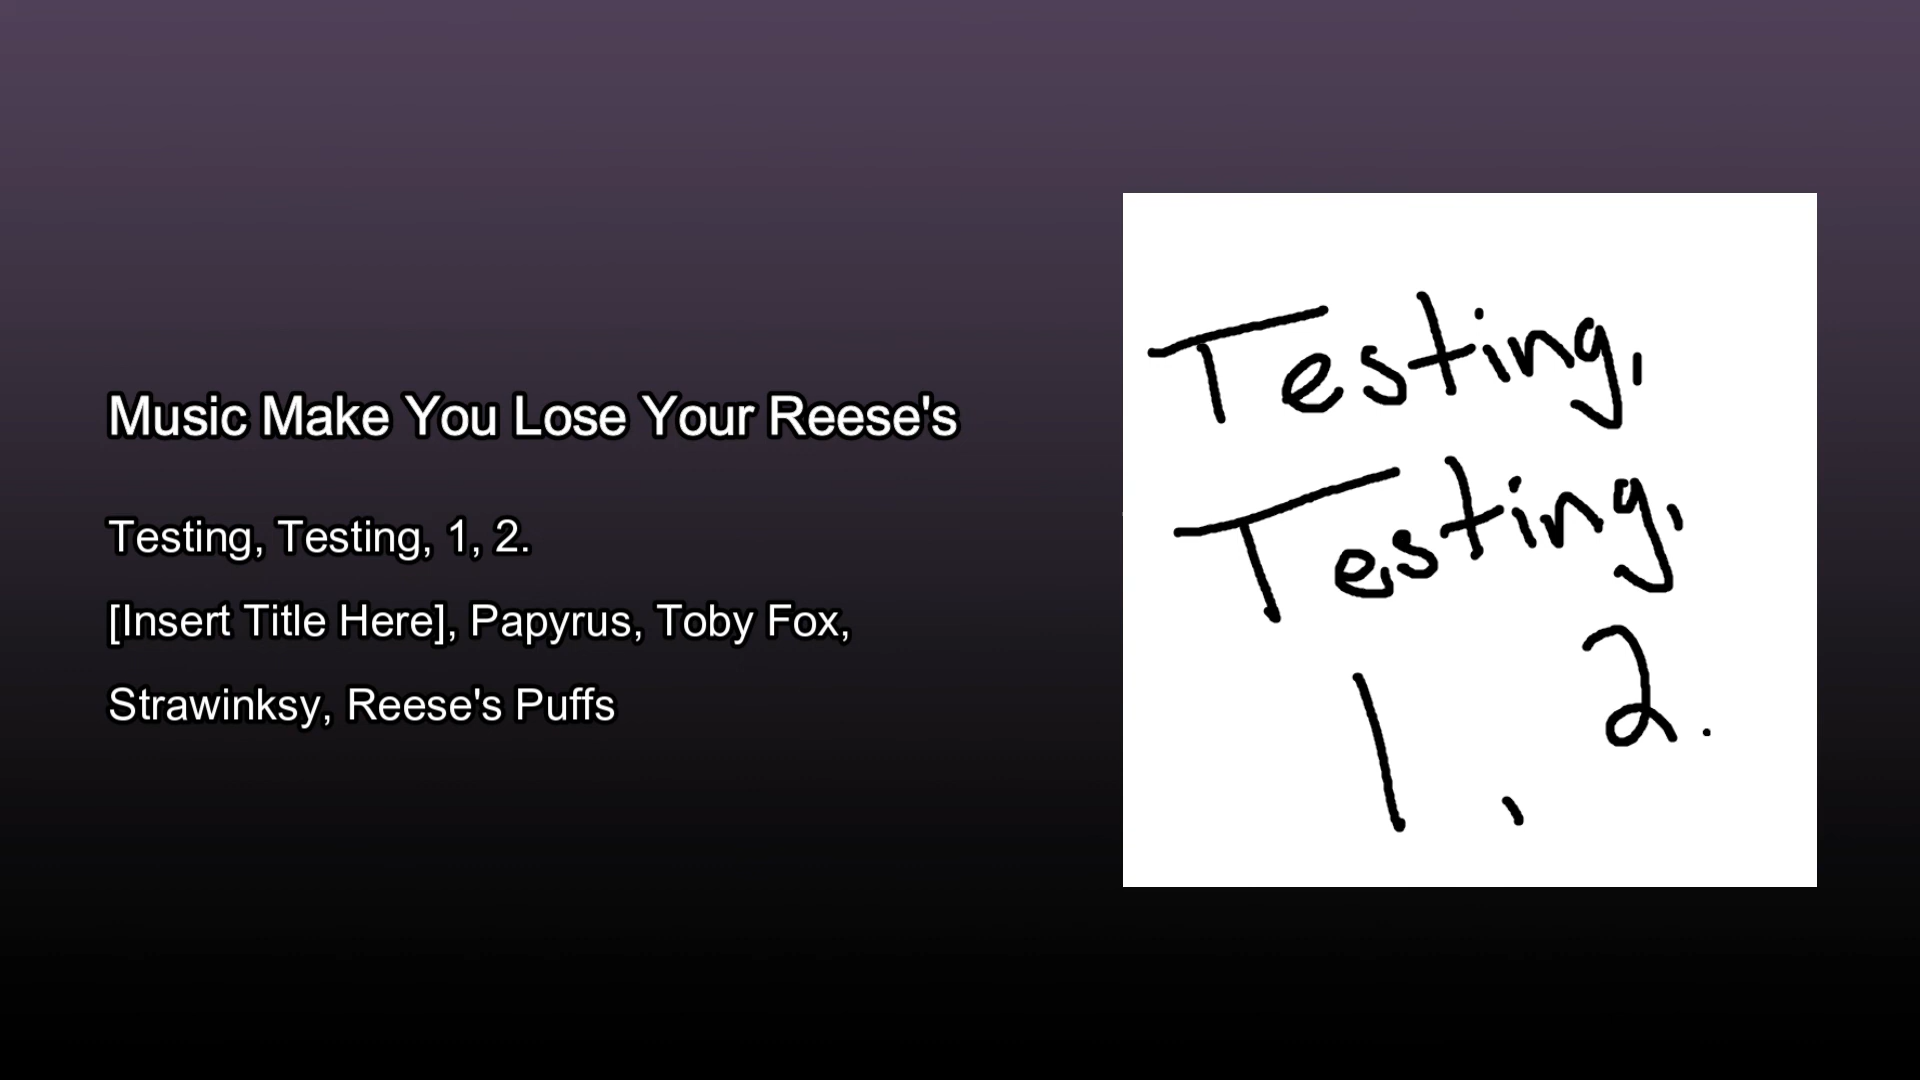 Music Make You Lose Your Reese's
Testing, Testing, 1, 2.
[Insert Title Here], Papyrus, Toby Fox,
Strawinksy, Reese's Puffs
Testing,
Testing,
1, 2.